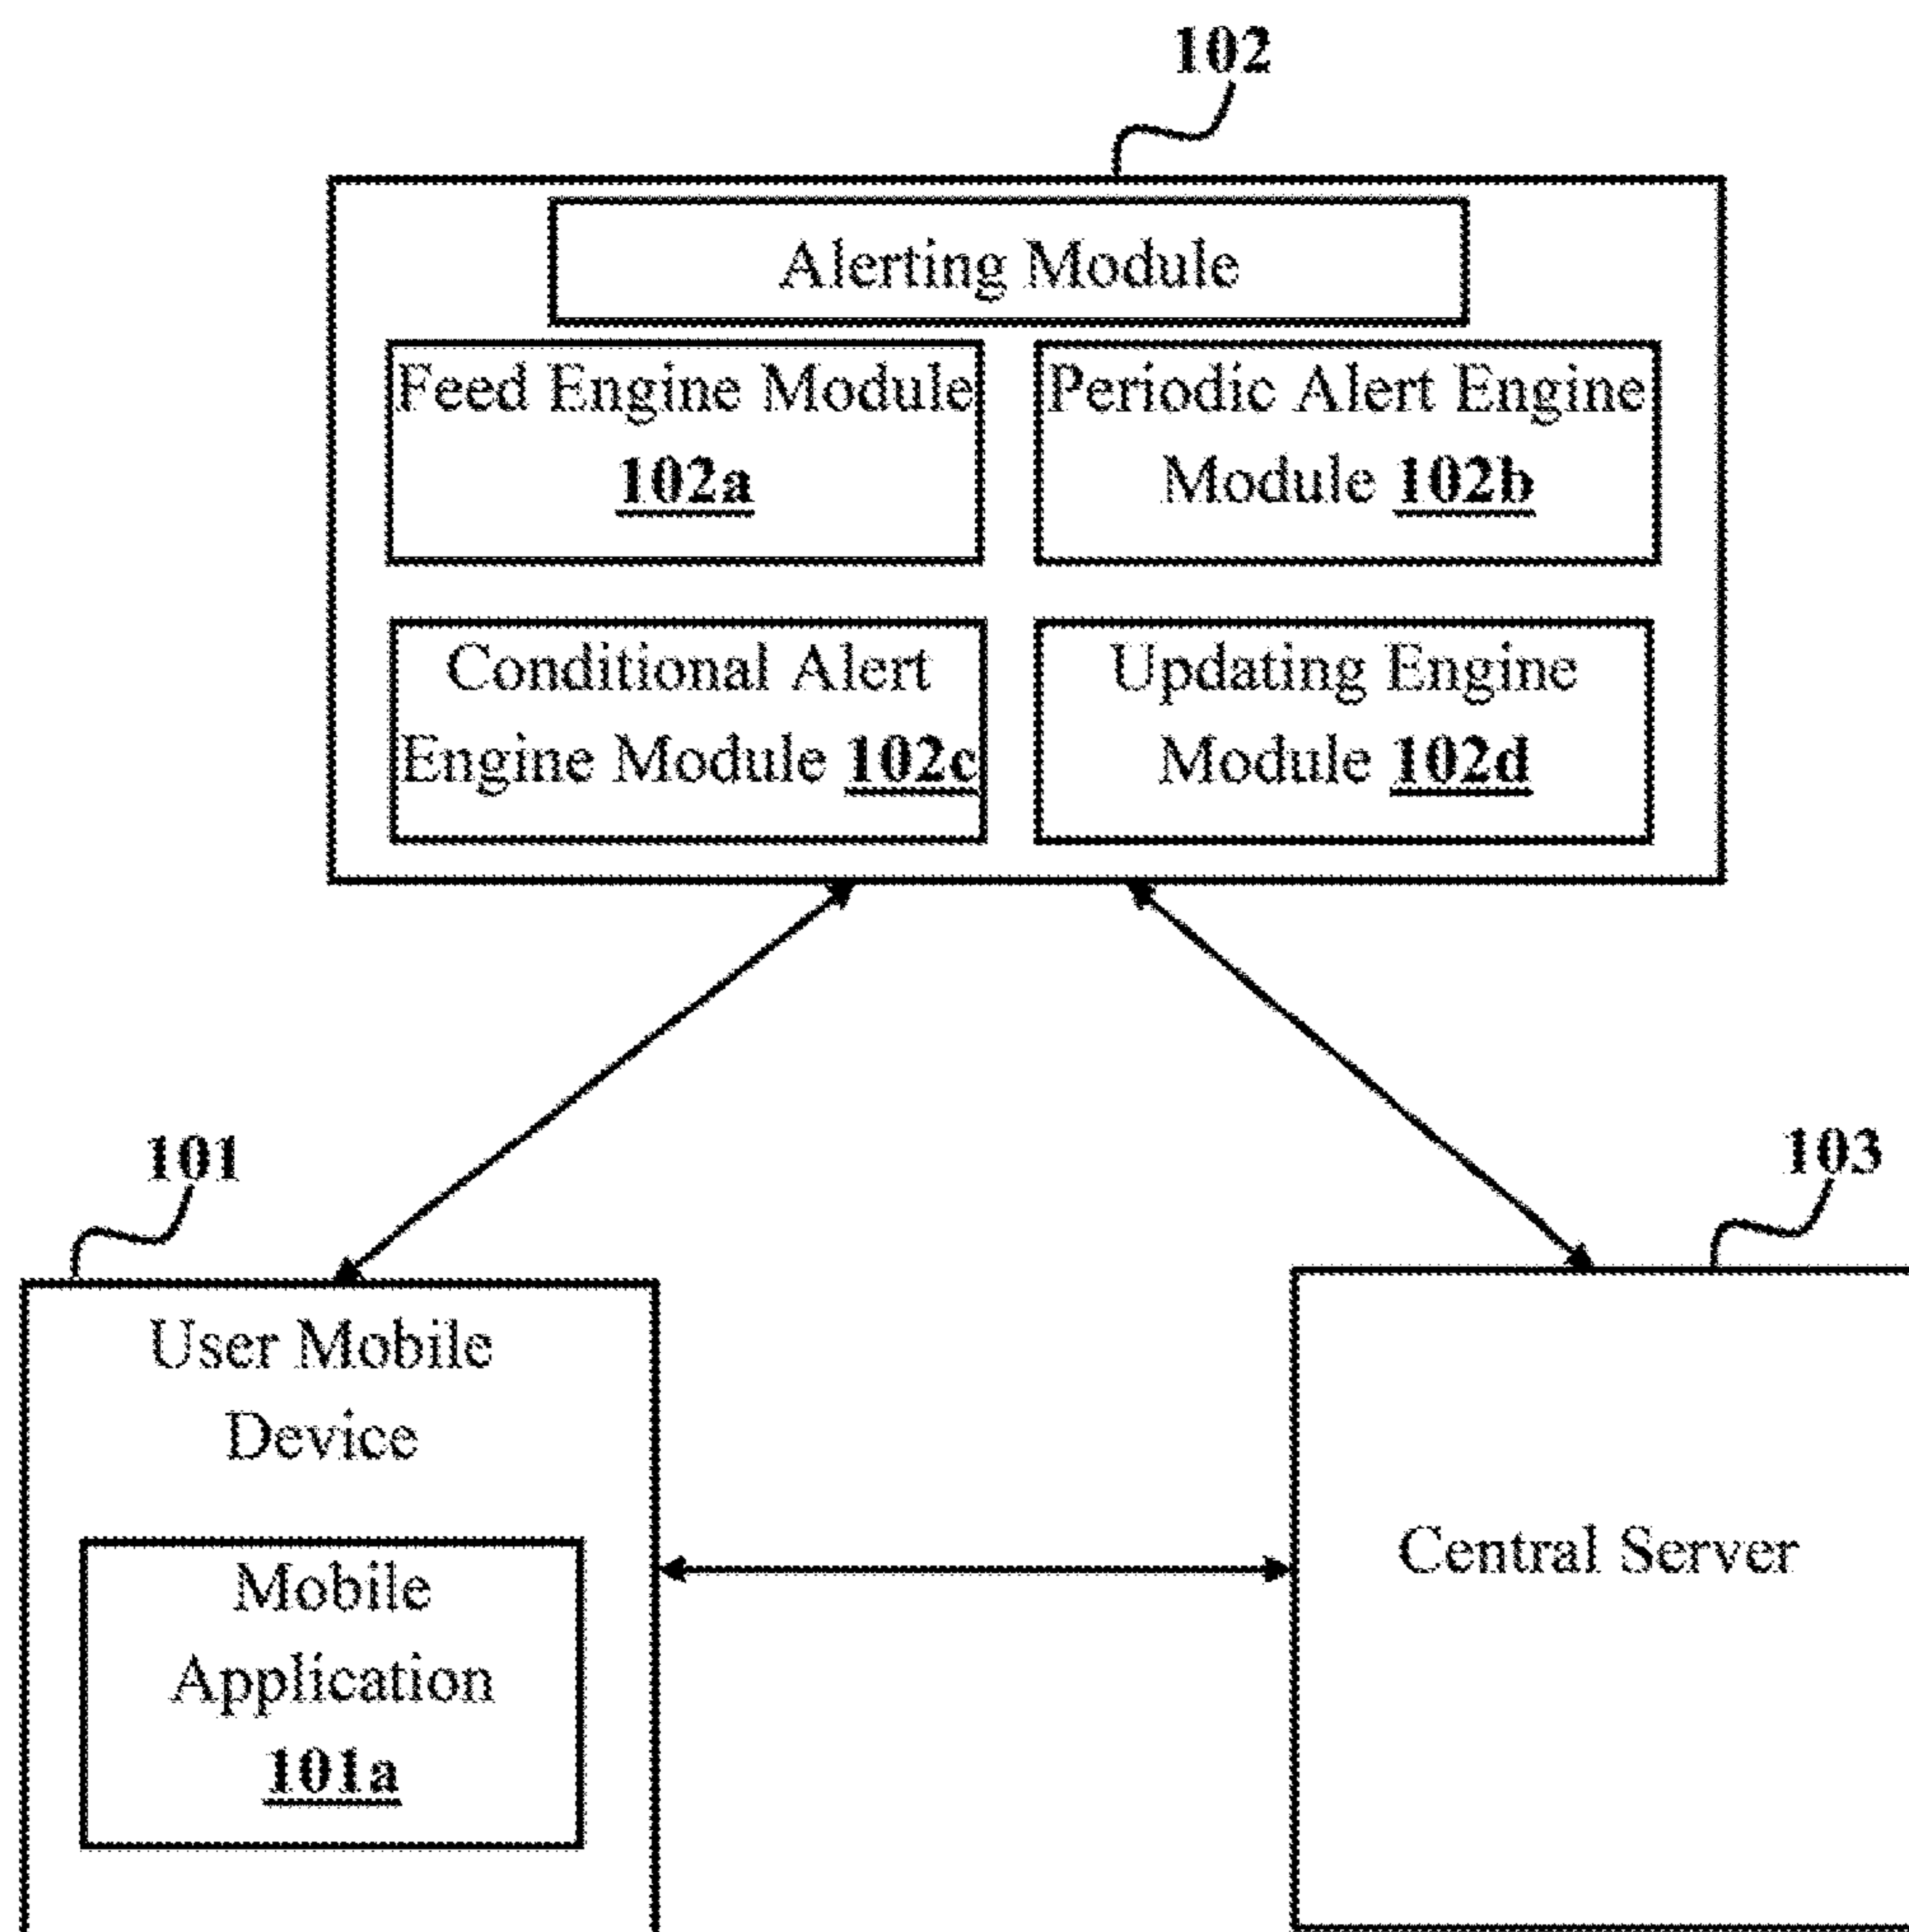 102
Alerting Module
Feed Engine Module
102a
Periodic Alert Engine
Module 102b
Conditional Alert
Engine Module 102c
Updating Engine
Module 102d
101
103
User Mobile
Device
Mobile
Application
101a
Central Server